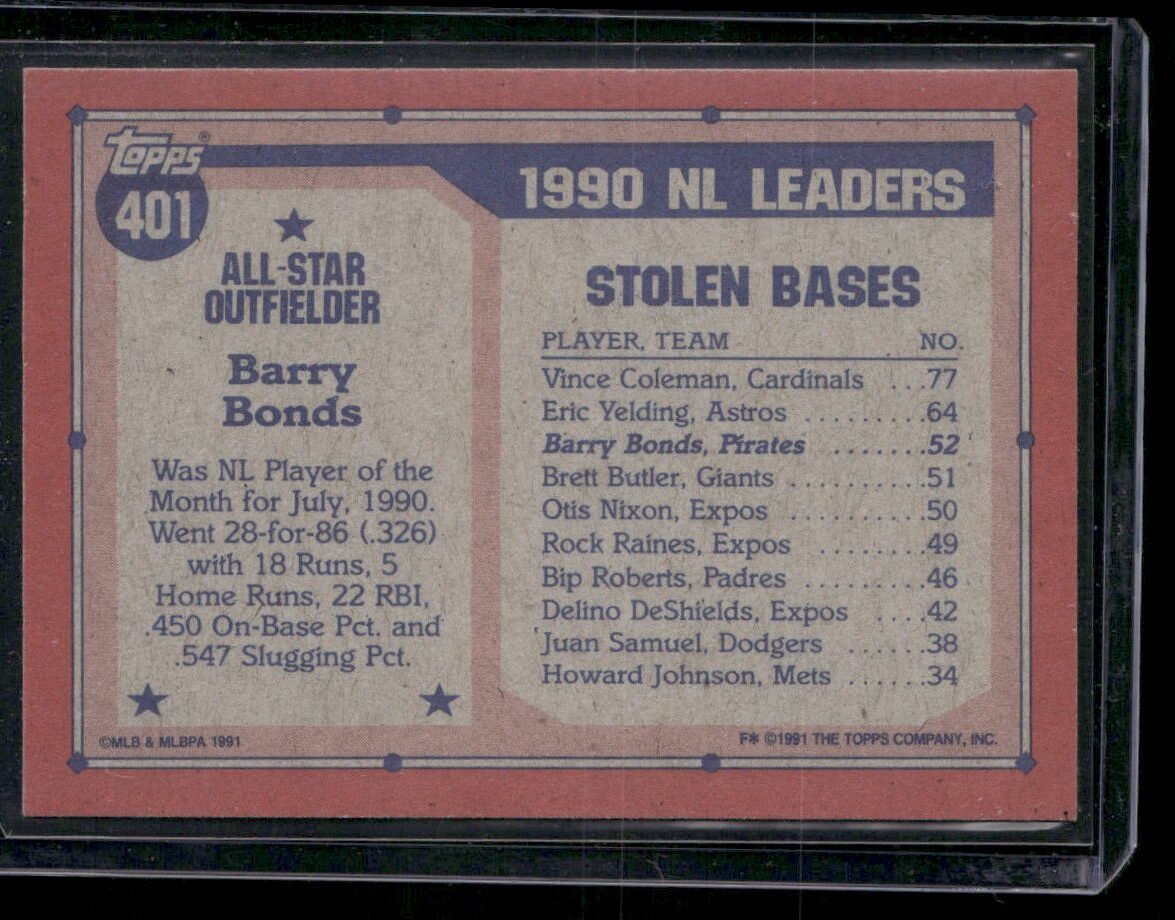 Topps®
401
ALL-STAR
OUTFIELDER
Barry
Bonds
Was NL Player of the
Month for July, 1990.
Went 28-for-86 (.326)
with 18 Runs, 5
Home Runs, 22 RBI,
.450 On-Base Pct. and
.547 Slugging Pct.
1990 NL LEADERS
STOLEN BASES
PLAYER, TEAM NO.
Vince Coleman, Cardinals ...77
Eric Yelding, Astros .........64
Barry Bonds, Pirates .......52
Brett Butler, Giants ..........51
Otis Nixon, Expos ..........50
Rock Raines, Expos ........49
Bip Roberts, Padres .......46
Delino DeShields, Expos ....42
Juan Samuel, Dodgers ......38
Howard Johnson, Mets ......34
©MLB & MLBPA 1991
F* ©1991 THE TOPPS COMPANY, INC.